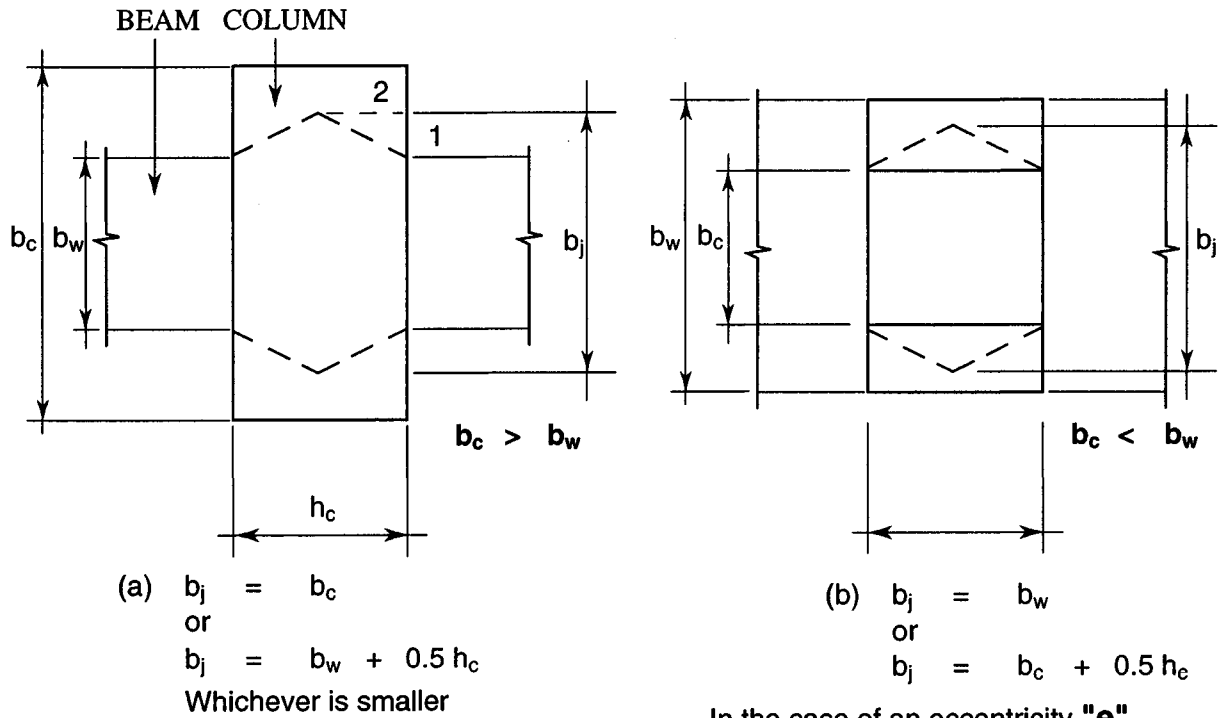 BEAM COLUMN
2
1
b_c
b_w
b_j
b_c > b_w
h_c
(a) b_j = b_c
or
b_j = b_w + 0.5 h_c
Whichever is smaller
b_w
b_c
b_j
b_c < b_w
(b) b_j = b_w
or
b_j = b_c + 0.5 h_c
In the case of an eccentricity "e"